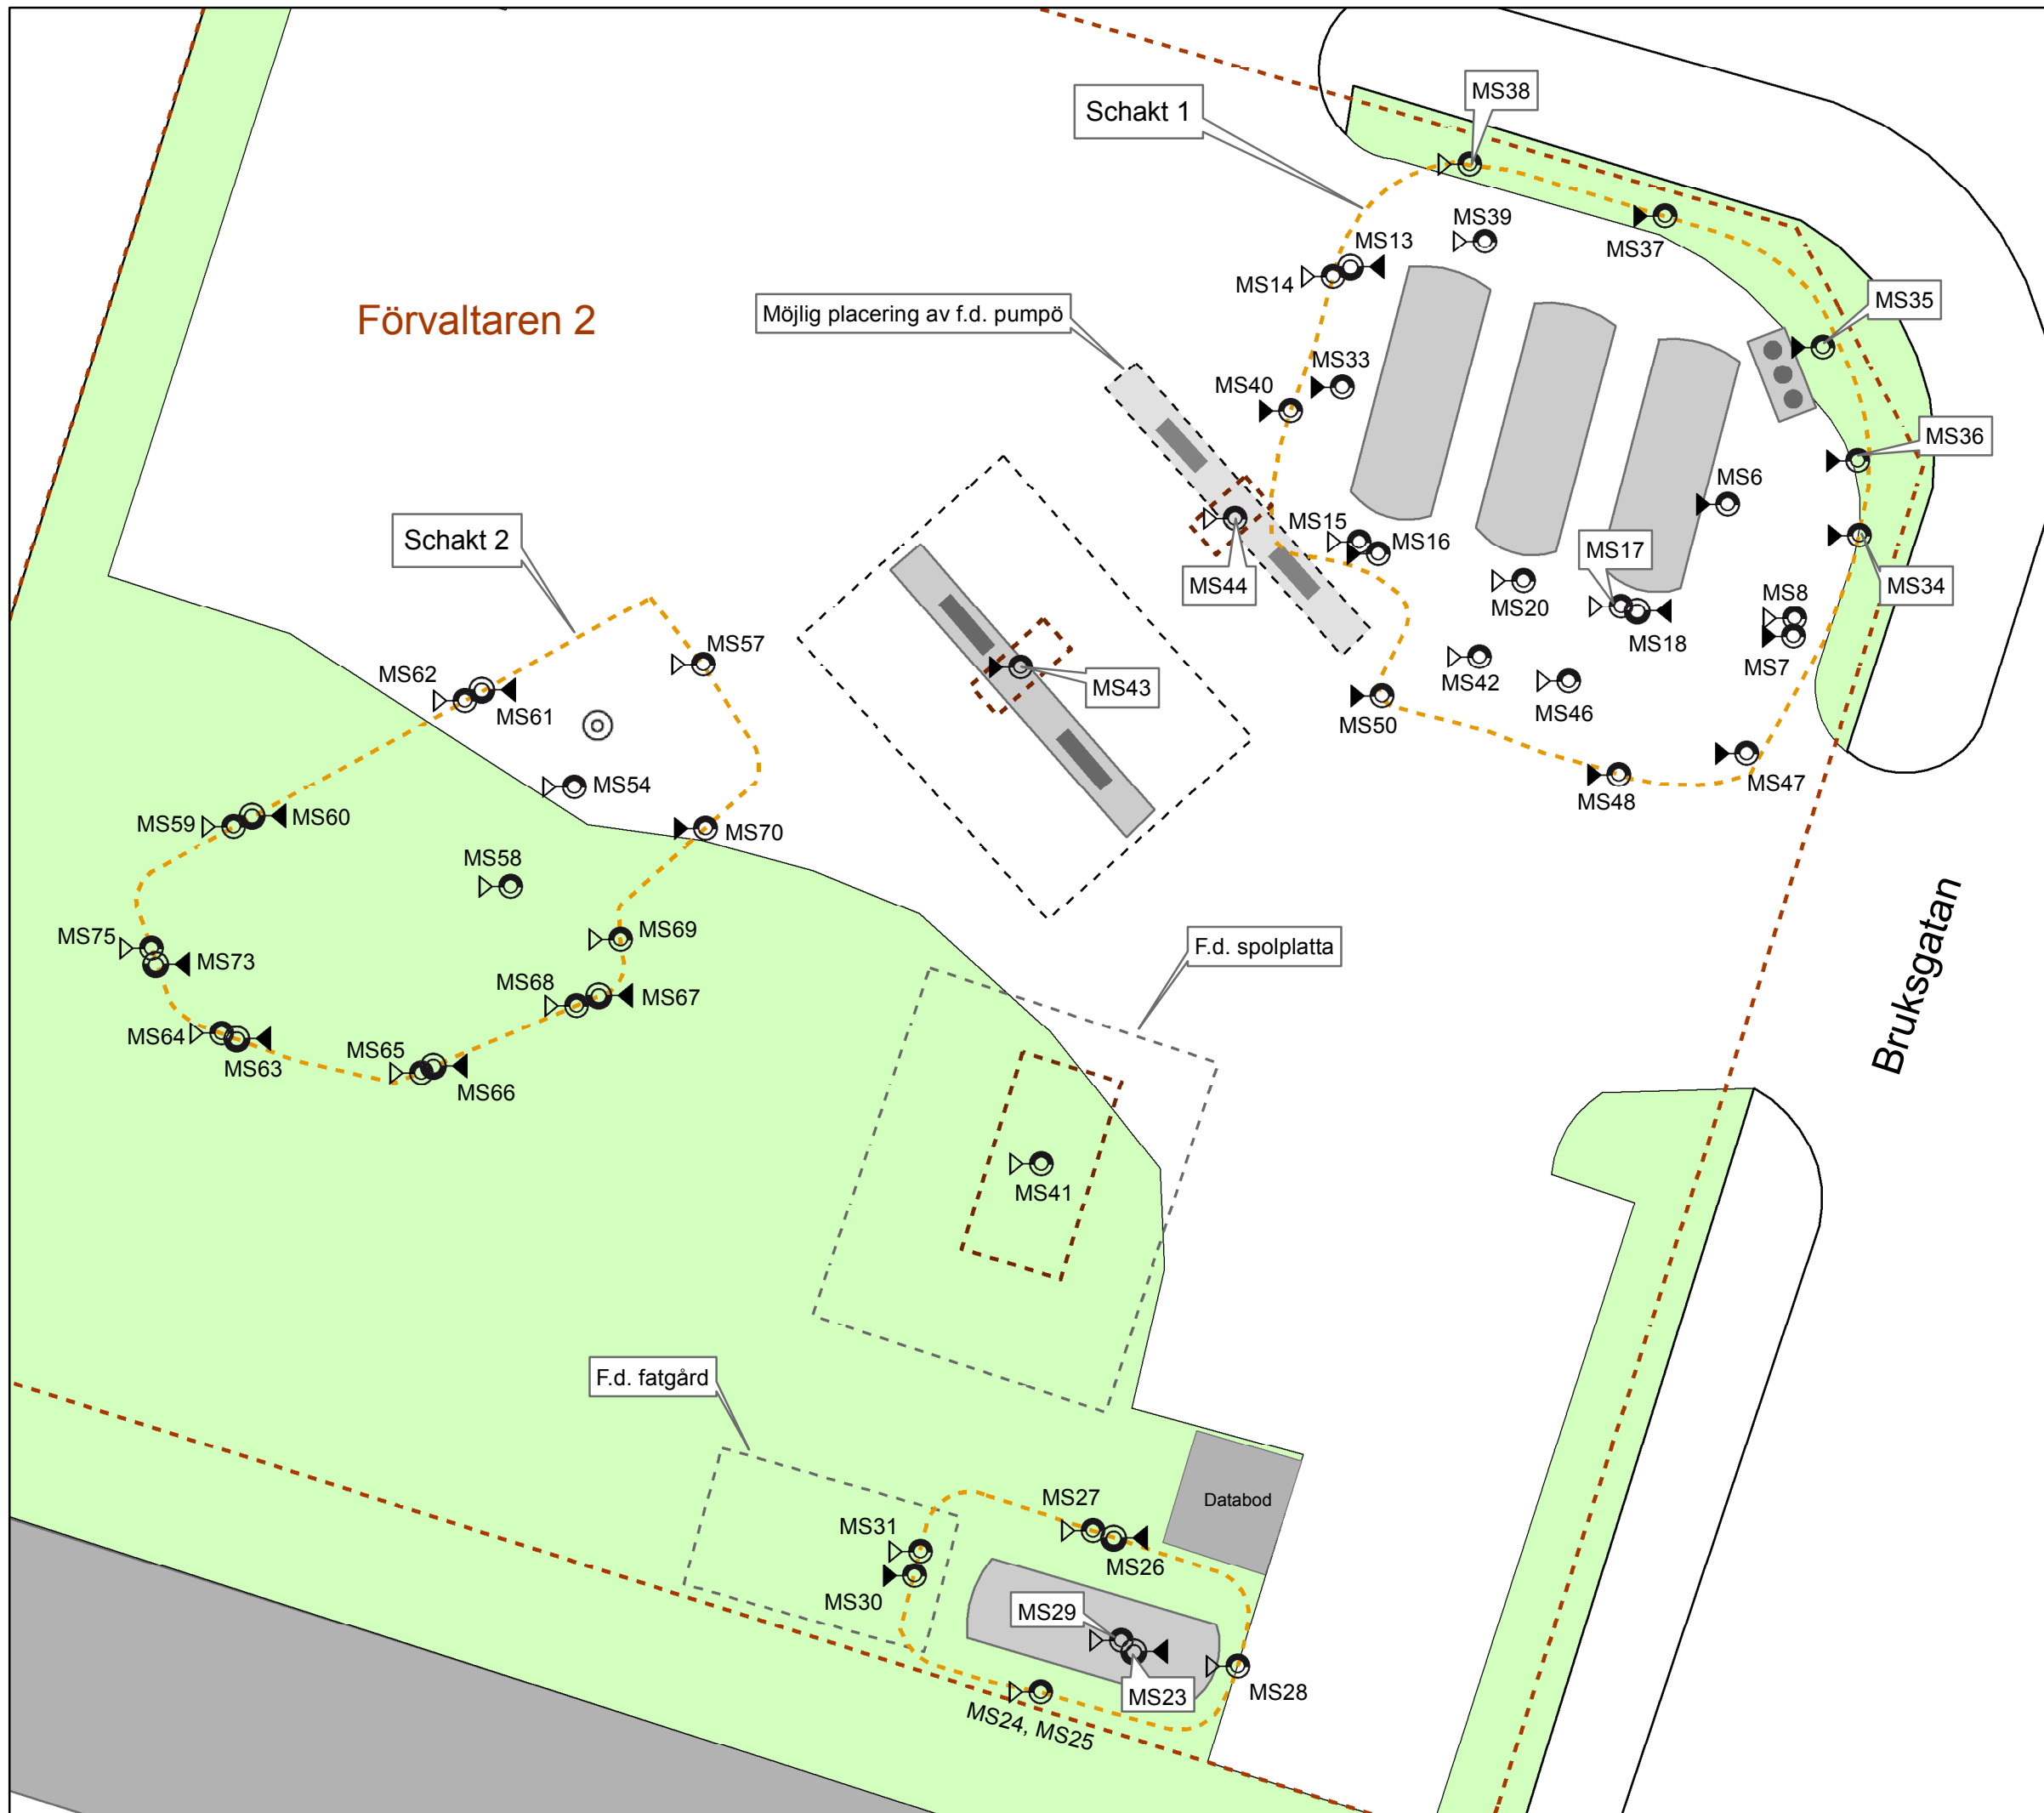 MS38
Schakt 1
MS39
MS13
MS37
MS14
MS35
Förvaltaren 2
Möjlig placering av f.d. pumpö
MS33
MS40
MS36
MS6
Schakt 2
MS15
MS16
MS17
MS44
MS20
MS34
MS8
MS18
MS7
MS57
MS62
MS43
MS42
MS61
MS50
MS46
MS47
MS54
MS48
MS59
MS60
MS70
MS58
Bruksgatan
MS75
MS69
F.d. spolplatta
MS73
MS68
MS67
MS64
MS65
MS63
MS66
MS41
F.d. fatgård
MS27
Databod
MS31
MS26
MS30
MS29
MS23
MS28
MS24, MS25